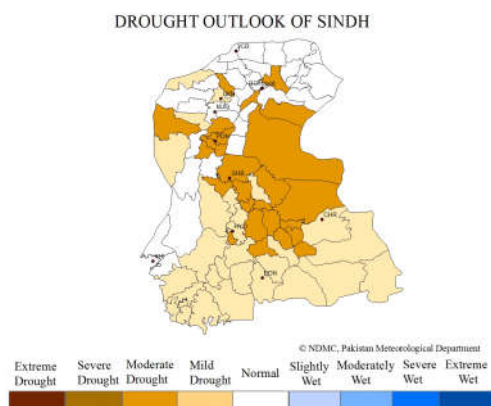 DROUGHT OUTLOOK OF SINDH
© NDMC, Pakistan Meteorological Department
Extreme Drought
Severe Drought
Moderate Drought
Mild Drought
Normal
Slightly Wet
Moderately Wet
Severe Wet
Extreme Wet